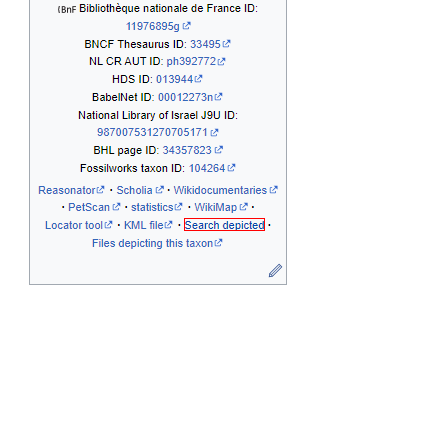 (BnF Bibliothèque nationale de France ID:
11976895g
BNCF Thesaurus ID: 33495
NL CR AUT ID: ph392772
HDS ID: 013944
BabelNet ID: 00012273n
National Library of Israel J9U ID:
987007531270705171
BHL page ID: 34357823
Fossilworks taxon ID: 104264
Reasonator · Scholia · Wikidocumentaries
· PetScan · statistics · WikiMap ·
Locator tool · KML file · Search depicted ·
Files depicting this taxon